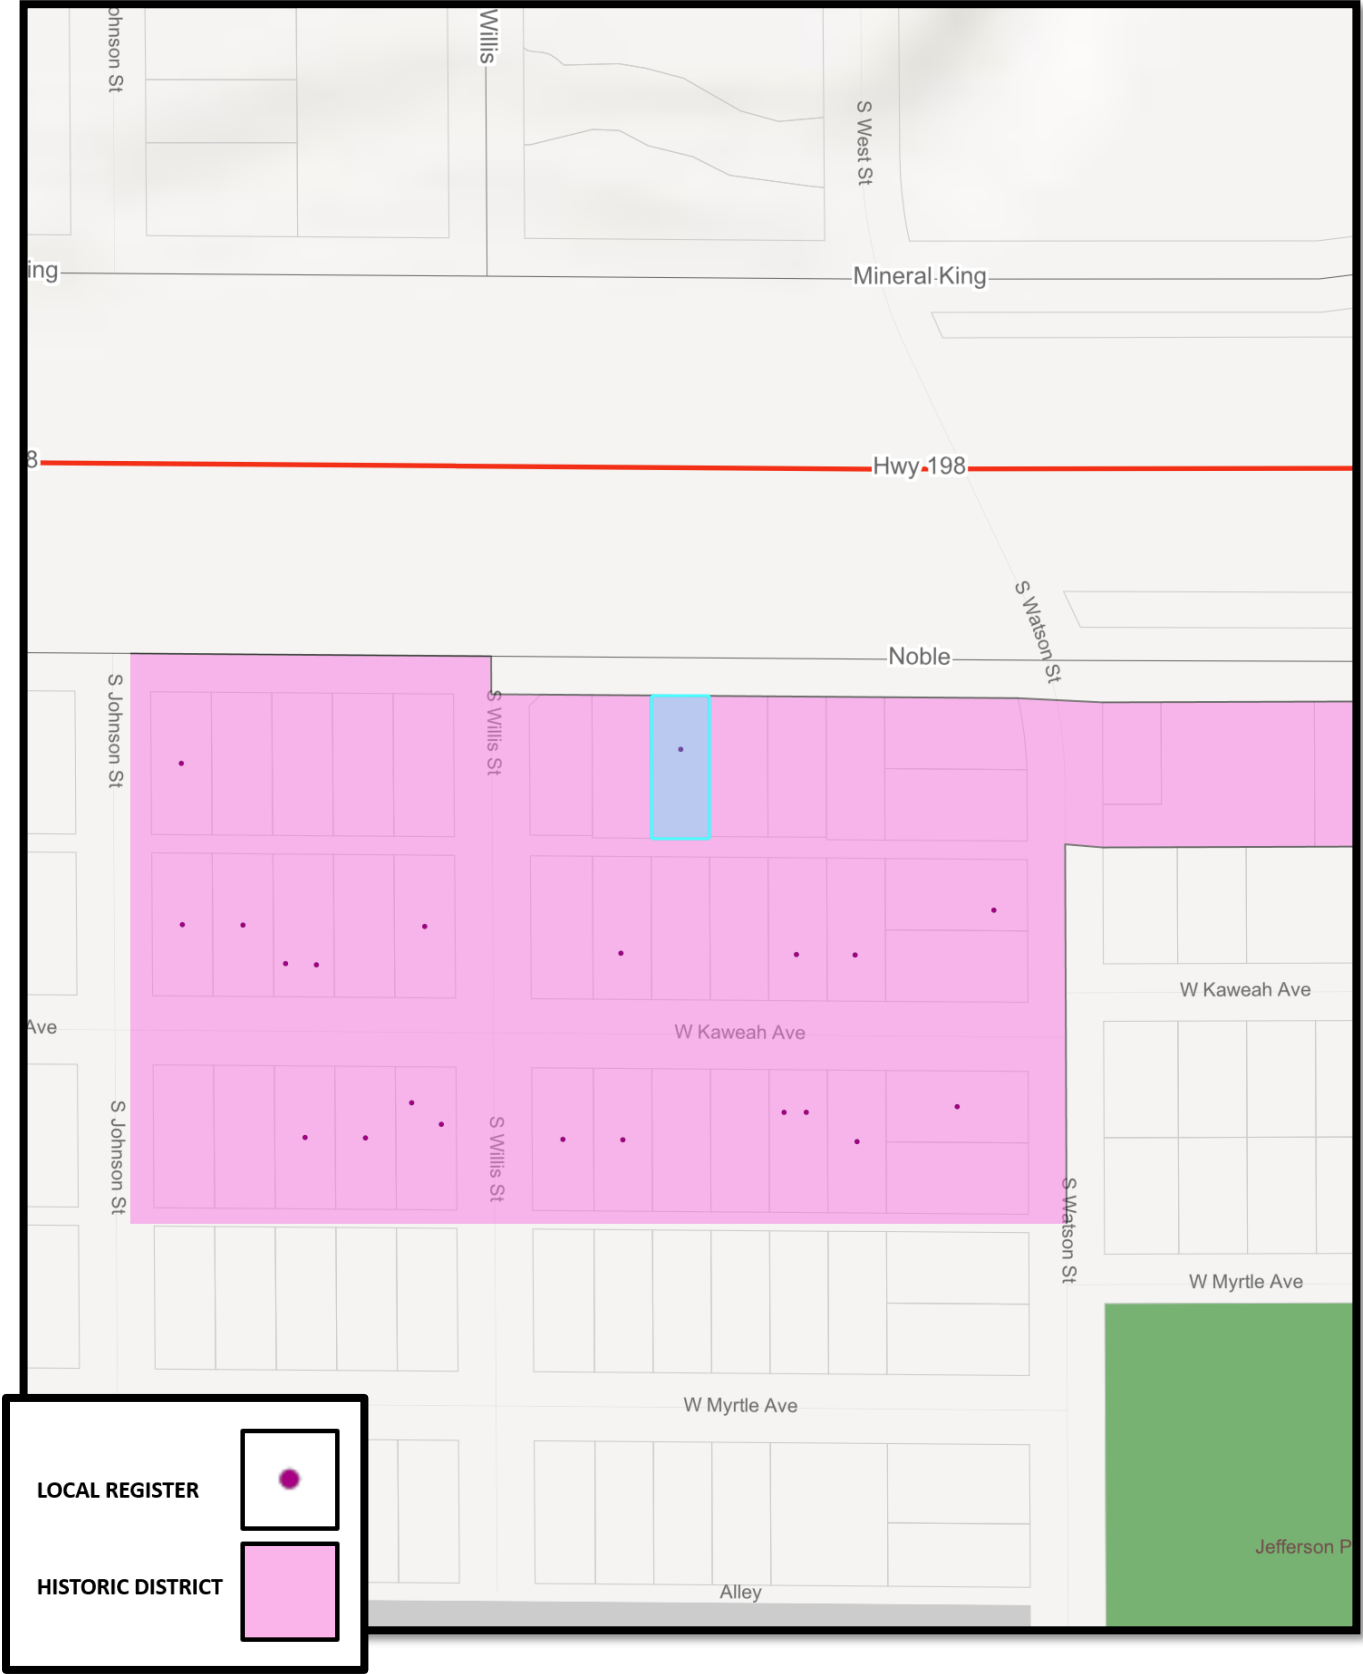 ohnson St
Willis
S West St
ing
Mineral King
8
Hwy 198
S Watson St
Noble
S Johnson St
S Willis St
W Kaweah Ave
Ave
W Kaweah Ave
S Johnson St
S Willis St
S Watson St
W Myrtle Ave
W Myrtle Ave
LOCAL REGISTER
Jefferson P
HISTORIC DISTRICT
Alley